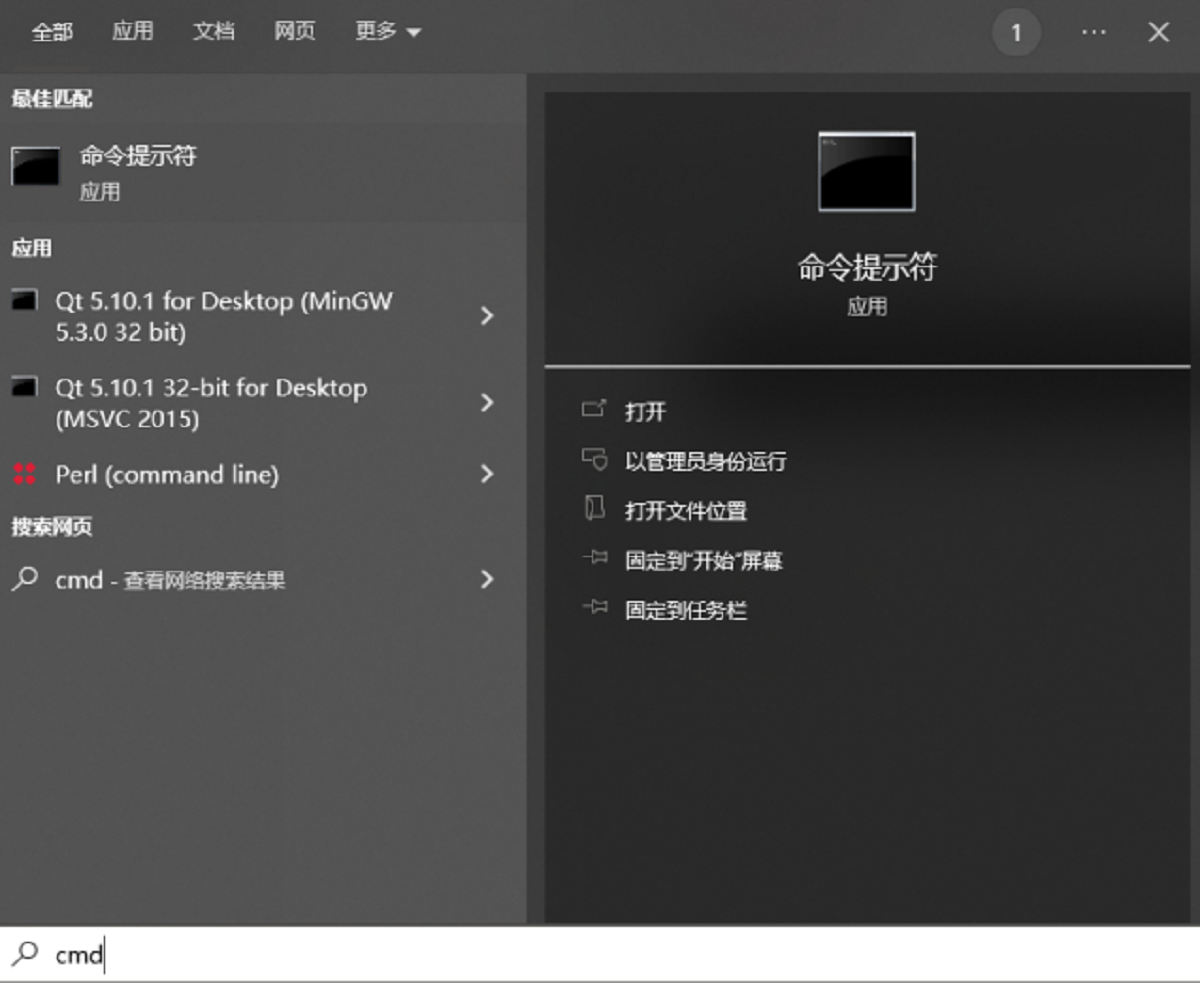 全部 应用 文档 网页 更多 1 ...
最佳匹配
命令提示符
应用
应用
Qt 5.10.1 for Desktop (MinGW
5.3.0 32 bit)
Qt 5.10.1 32-bit for Desktop
(MSVC 2015)
Perl (command line)
搜索网页
cmd - 查看网络搜索结果
命令提示符
应用
打开
以管理员身份运行
打开文件位置
固定到"开始"屏幕
固定到任务栏
cmd